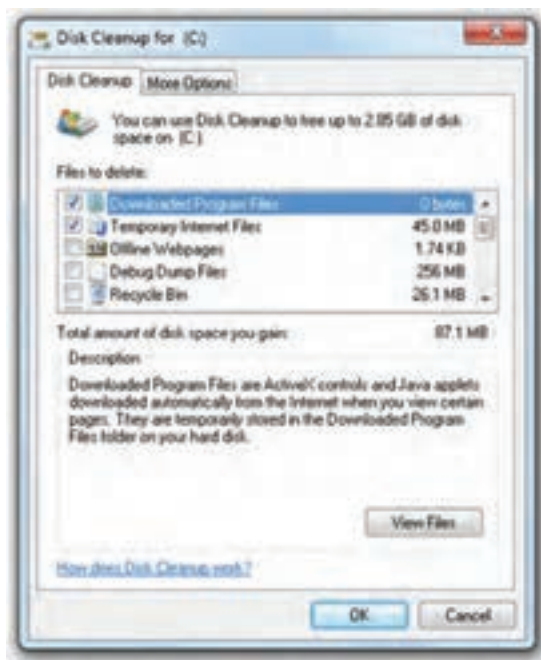 Disk Cleanup for (C:)
Disk Cleanup
More Options
You can use Disk Cleanup to free up to 2.85 GB of disk
space on (C:)
Files to delete:
Downloaded Program Files 0 bytes
Temporary Internet Files 45.0 MB
Offline Webpages 1.74 KB
Debug Dump Files 256 MB
Recycle Bin 26.1 MB
Total amount of disk space you gain: 87.1 MB
Description
Downloaded Program Files are ActiveX controls and Java applets
downloaded automatically from the Internet when you view certain
pages. They are temporarily stored in the Downloaded Program
Files folder on your hard disk.
View Files
How does Disk Cleanup work?
OK
Cancel